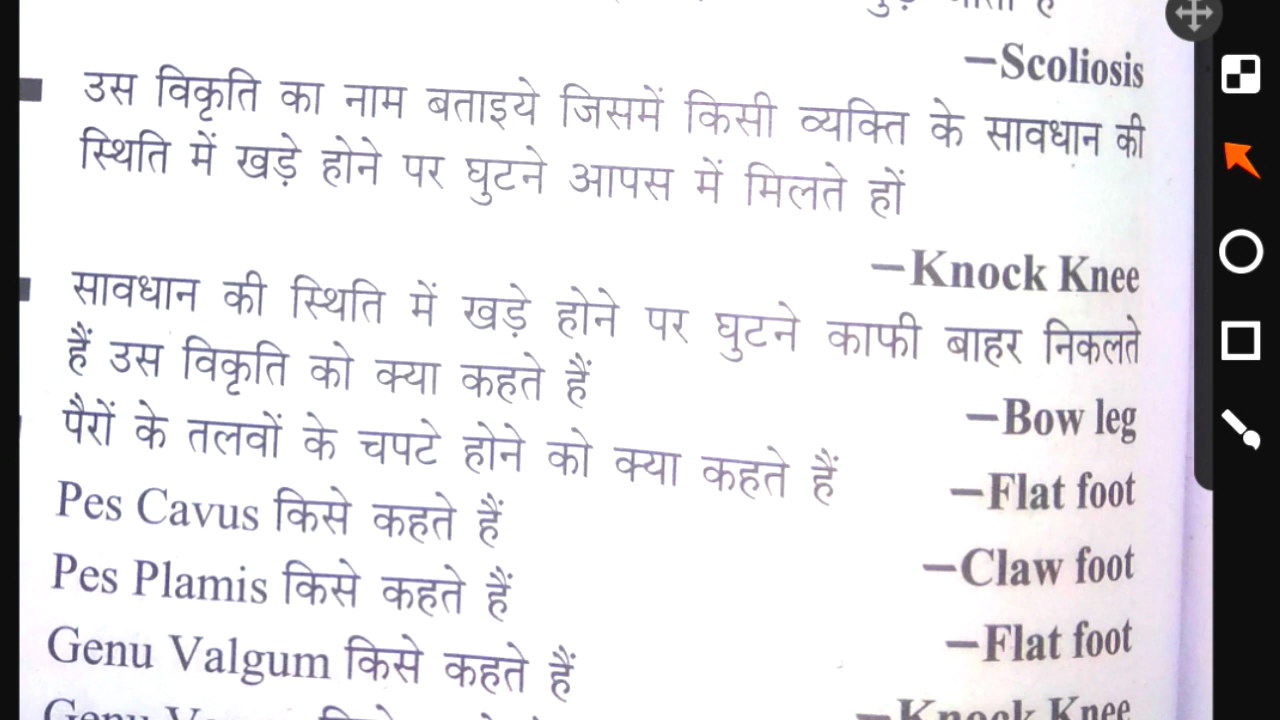 —Scoliosis
उस विकृति का नाम बताइये जिसमें किसी व्यक्ति के सावधान की
स्थिति में खड़े होने पर घुटने आपस में मिलते हों
—Knock Knee
सावधान की स्थिति में खड़े होने पर घुटने काफी बाहर निकलते
हैं उस विकृति को क्या कहते हैं
—Bow leg
पैरों के तलवों के चपटे होने को क्या कहते हैं —Flat foot
Pes Cavus किसे कहते हैं —Claw foot
Pes Plamis किसे कहते हैं —Flat foot
Genu Valgum किसे कहते हैं —Knock Knee